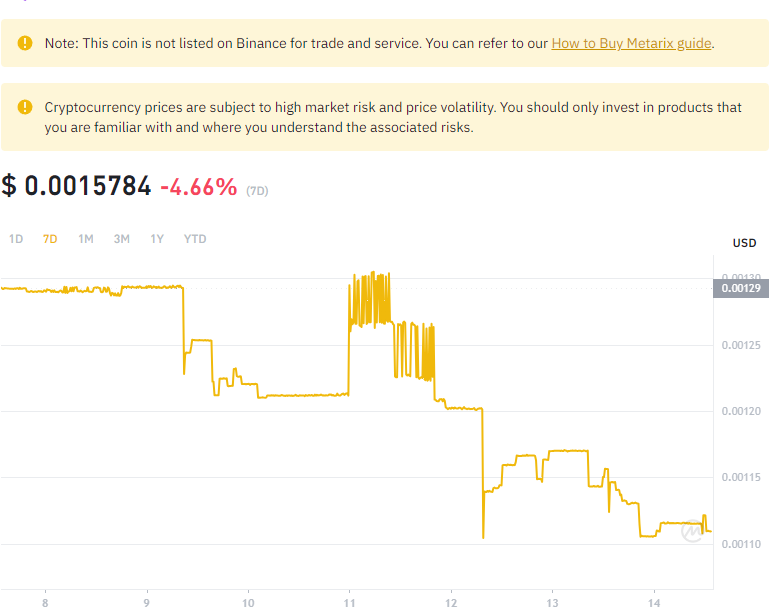 Note: This coin is not listed on Binance for trade and service. You can refer to our How to Buy Metarix guide.
Cryptocurrency prices are subject to high market risk and price volatility. You should only invest in products that
you are familiar with and where you understand the associated risks.
$ 0.0015784 -4.66% (7D)
1D 7D 1M 3M 1Y YTD
USD
0.00130
0.00129
0.00125
0.00120
0.00115
0.00110
8 9 10 11 12 13 14